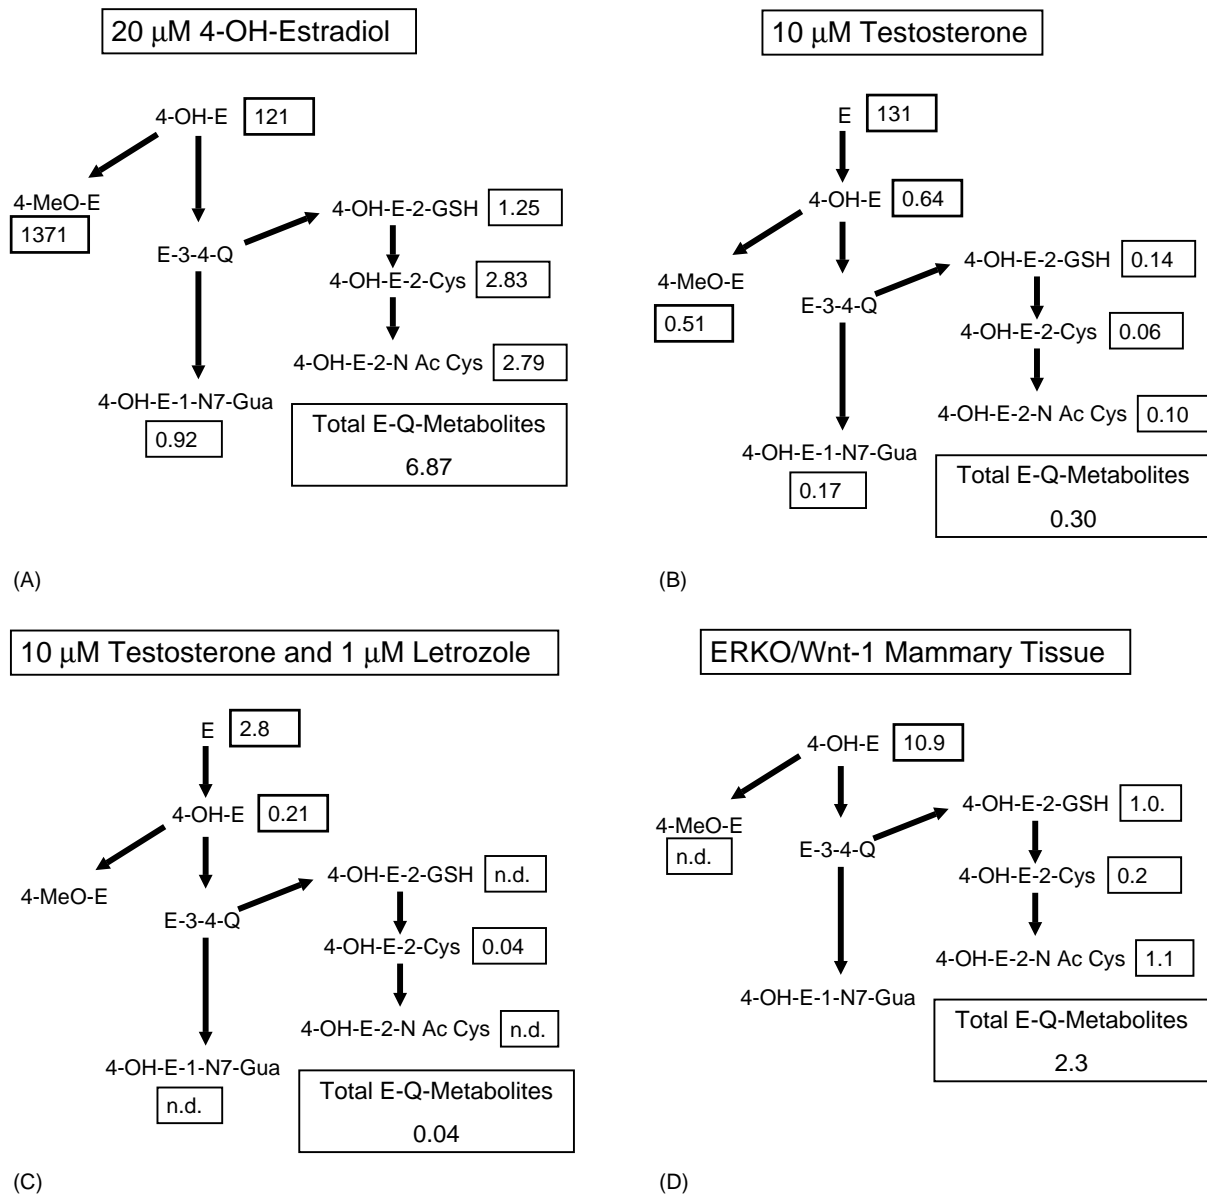 20 μM 4-OH-Estradiol
4-OH-E 121
4-MeO-E
1371
E-3-4-Q
4-OH-E-2-GSH 1.25
4-OH-E-2-Cys 2.83
4-OH-E-2-N Ac Cys 2.79
4-OH-E-1-N7-Gua
0.92
Total E-Q-Metabolites
6.87
(A)
10 μM Testosterone
E 131
4-OH-E 0.64
4-MeO-E
0.51
E-3-4-Q
4-OH-E-2-GSH 0.14
4-OH-E-2-Cys 0.06
4-OH-E-2-N Ac Cys 0.10
4-OH-E-1-N7-Gua
0.17
Total E-Q-Metabolites
0.30
(B)
10 μM Testosterone and 1 μM Letrozole
E 2.8
4-OH-E 0.21
4-MeO-E
E-3-4-Q
4-OH-E-2-GSH n.d.
4-OH-E-2-Cys 0.04
4-OH-E-2-N Ac Cys n.d.
4-OH-E-1-N7-Gua
n.d.
Total E-Q-Metabolites
0.04
(C)
ERKO/Wnt-1 Mammary Tissue
4-OH-E 10.9
4-MeO-E
n.d.
E-3-4-Q
4-OH-E-2-GSH 1.0.
4-OH-E-2-Cys 0.2
4-OH-E-2-N Ac Cys 1.1
4-OH-E-1-N7-Gua
Total E-Q-Metabolites
2.3
(D)